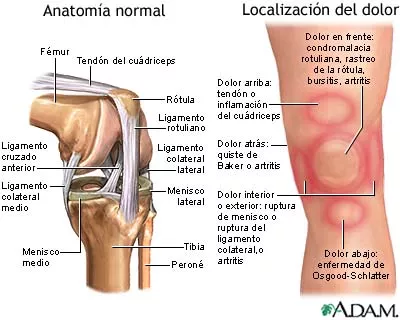 Anatomía normal
Fémur
Tendón del cuádriceps
Rótula
Ligamento
rotuliano
Ligamento
cruzado
anterior
Ligamento
colateral
lateral
Ligamento
colateral
medio
Menisco
lateral
Menisco
medio
Tibia
Peroné
Localización del dolor
Dolor en frente:
condromalacia
rotuliana, rastreo
de la rótula,
bursitis, artritis
Dolor arriba:
tendón o
inflamación
del cuádriceps
Dolor atrás:
quiste de
Baker o artritis
Dolor interior
o exterior: ruptura
de menisco o
ruptura del
ligamento
colateral, o
artritis
Dolor abajo:
enfermedad de
Osgood-Schlatter
ADAM.